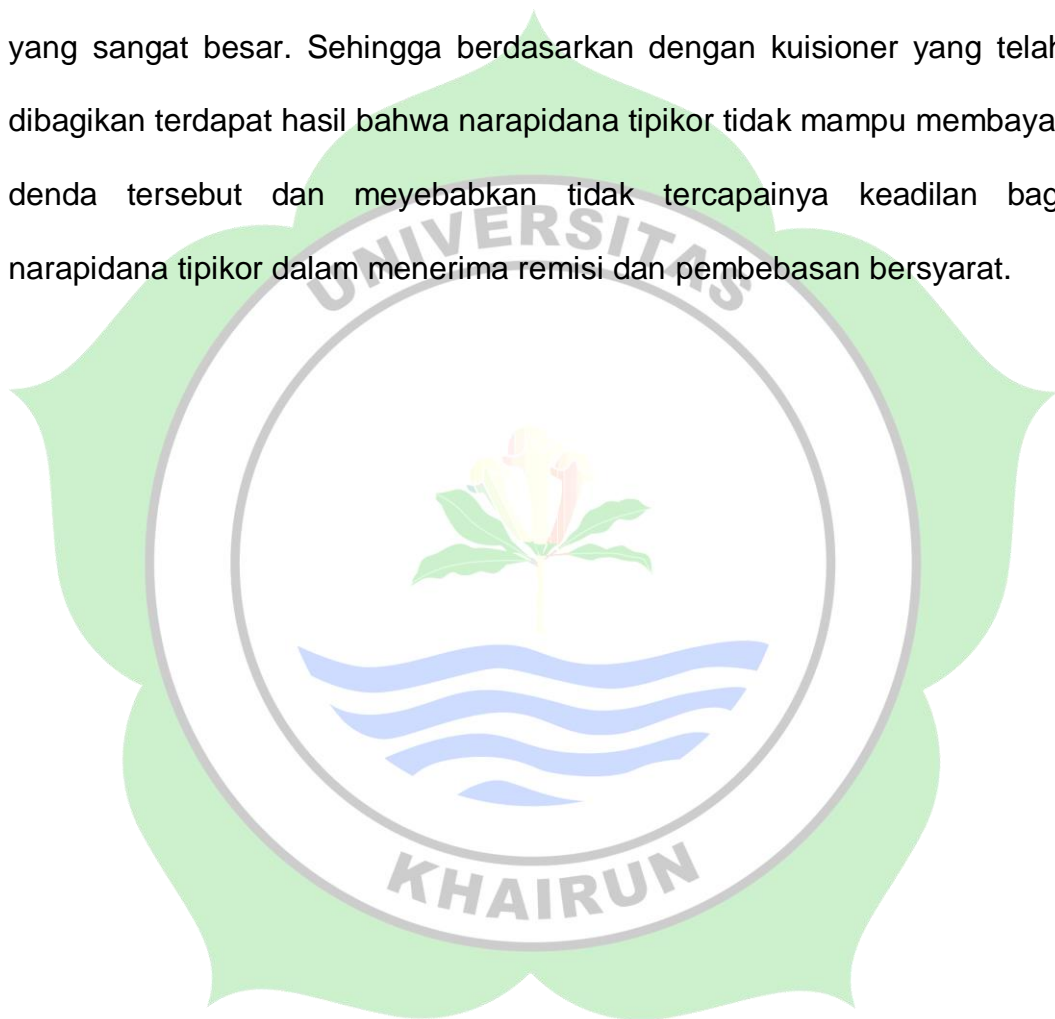 yang sangat besar. Sehingga berdasarkan dengan kuisioner yang telah
dibagikan terdapat hasil bahwa narapidana tipikor tidak mampu membaya
denda tersebut dan meyebabkan tidak tercapainya keadilan bag
narapidana tipikor dalam menerima remisi dan pembebasan bersyarat.
UNIVERSITAS
KHAIRUN